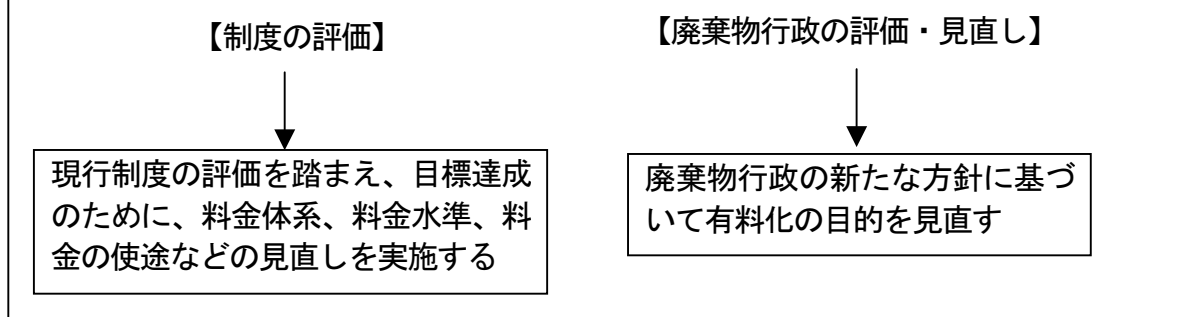 【制度の評価】
現行制度の評価を踏まえ、目標達成
のために、料金体系、料金水準、料
金の使途などの見直しを実施する
【廃棄物行政の評価・見直し】
廃棄物行政の新たな方針に基づ
いて有料化の目的を見直す